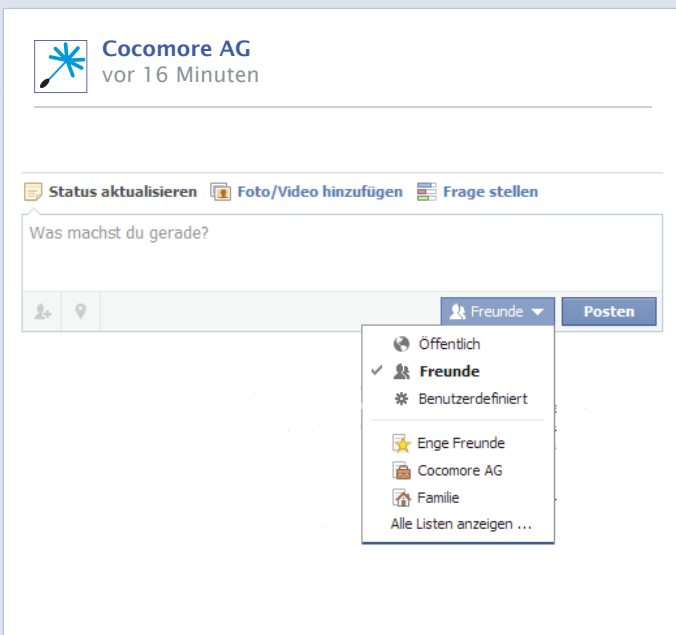 Cocomore AG
vor 16 Minuten
Status aktualisieren Foto/Video hinzufügen Frage stellen
Was machst du gerade?
Freunde Posten
Öffentlich
Freunde
Benutzerdefiniert
Enge Freunde
Cocomore AG
Familie
Alle Listen anzeigen ...